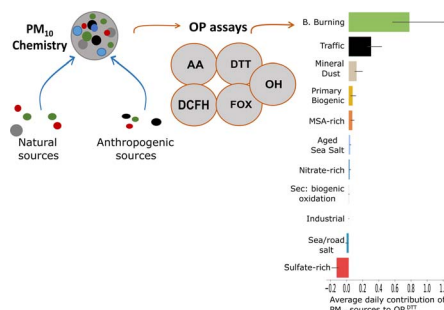 PM10
Chemistry
OP assays
AA
DTT
OH
DCFH
FOX
Natural
sources
Anthropogenic
sources
B. Burning
Traffic
Mineral
Dust
Primary
Biogenic
MSA-rich
Aged
Sea Salt
Nitrate-rich
Sec: biogenic
oxidation
Industrial
Sea/road
salt
Sulfate-rich
-0.2 0.0 0.2 0.4 0.6 0.8 1.0 1.2
Average daily contribution of
sources to OP DTT